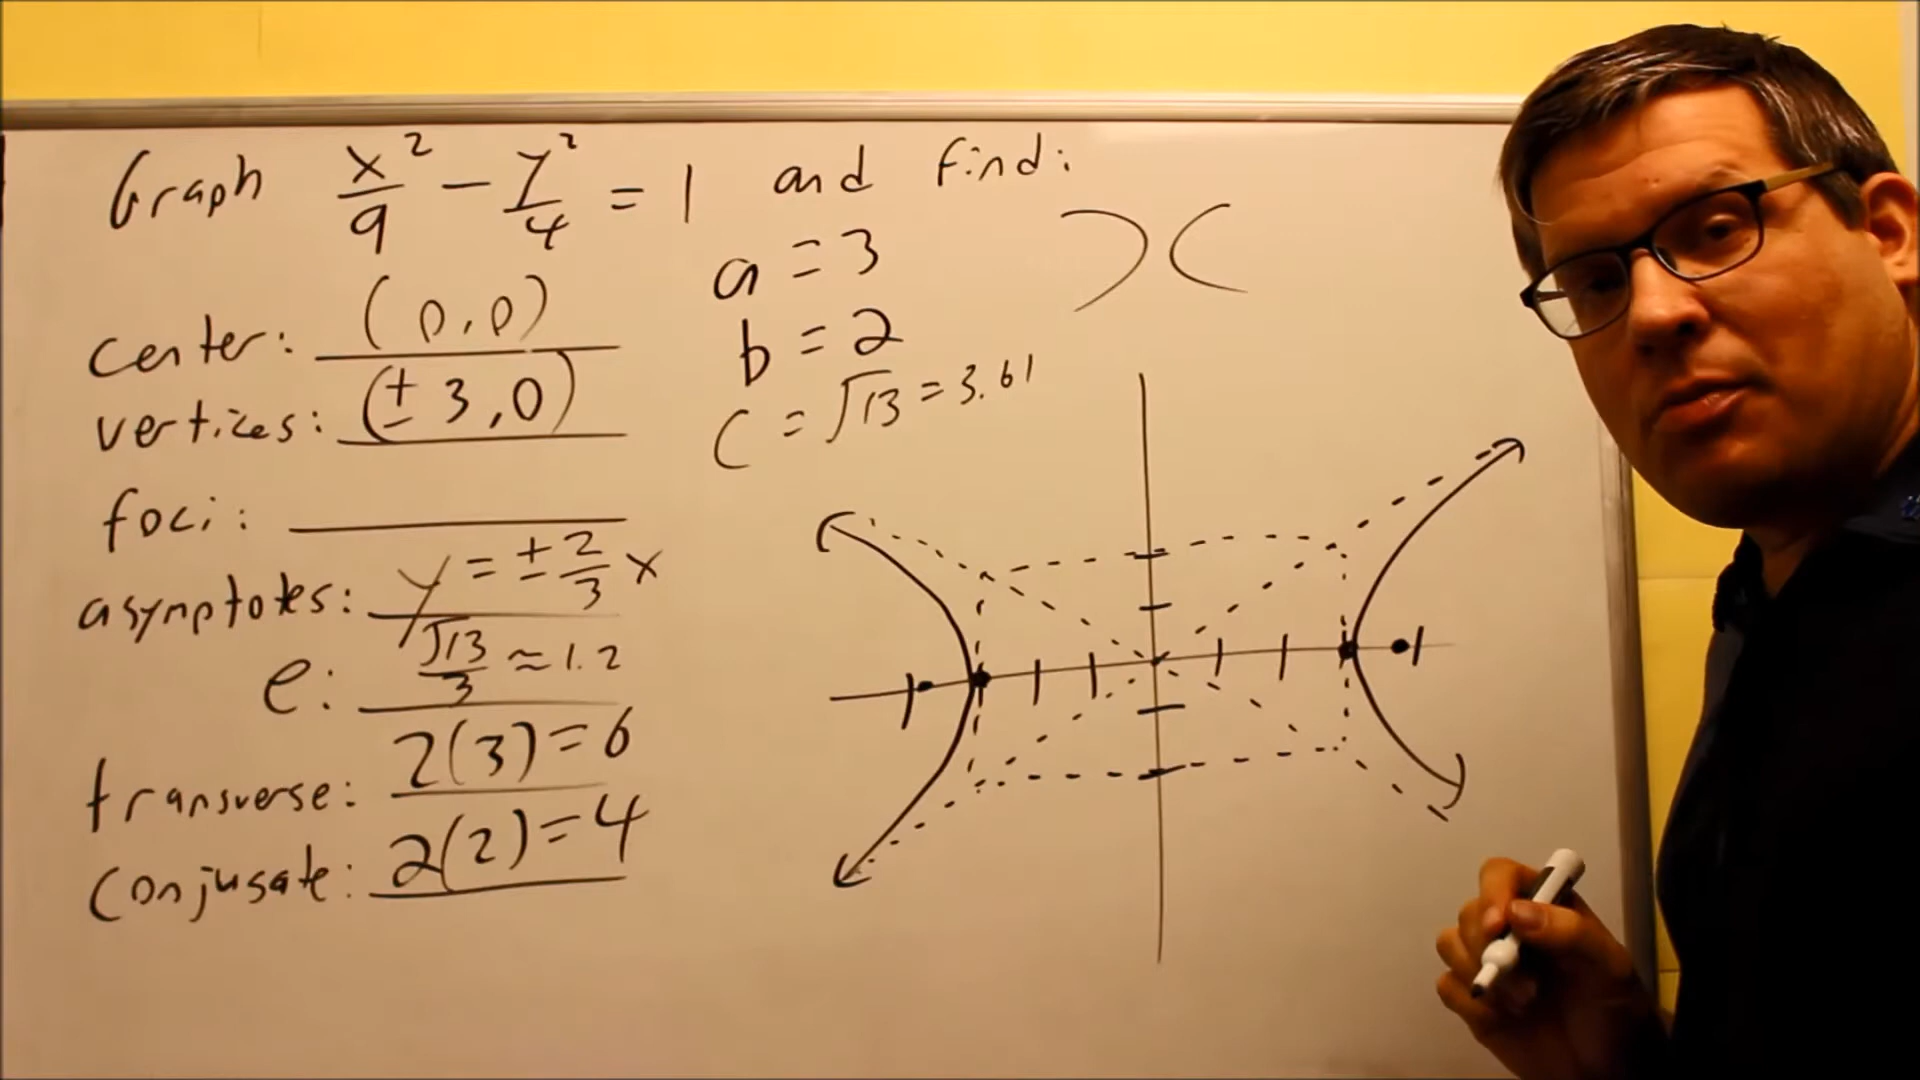 Graph x²/9 - y²/4 = 1 and find:
a = 3
b = 2
c = √13 = 3.61
center: (0,0)
vertices: (± 3,0)
foci:
asymptotes: y = ± 2/3 x
e: √13/3 ≈ 1.2
transverse: 2(3)=6
conjugate: 2(2)=4